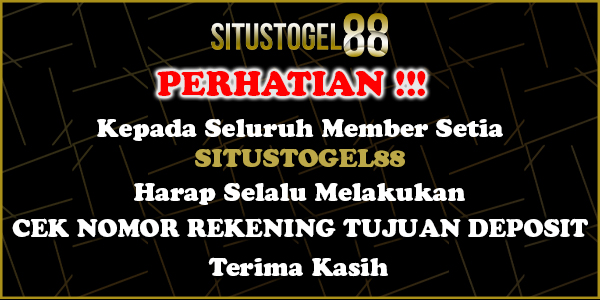 SITUSTOGEL88
PERHATIAN !!!
Kepada Seluruh Member Setia
SITUSTOGEL88
Harap Selalu Melakukan
CEK NOMOR REKENING TUJUAN DEPOSIT
Terima Kasih